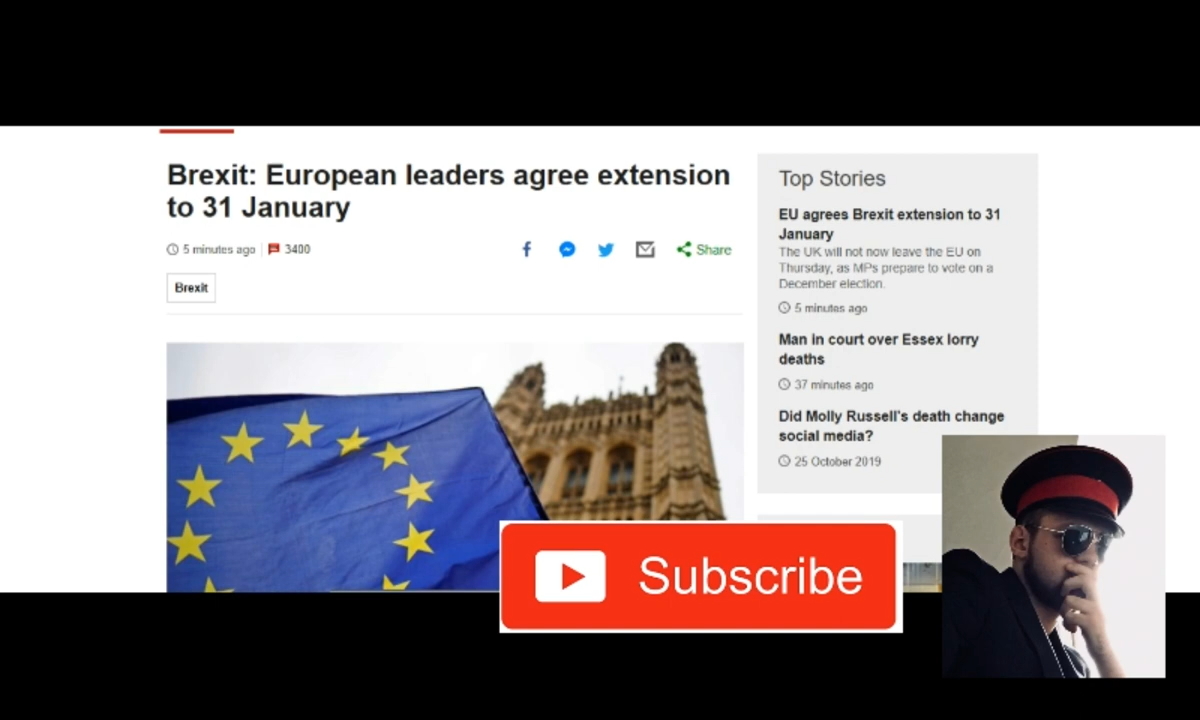 Brexit: European leaders agree extension
to 31 January
5 minutes ago
3400
Share
Brexit
Top Stories
EU agrees Brexit extension to 31
January
The UK will not now leave the EU on
Thursday, as MPs prepare to vote on a
December election.
5 minutes ago
Man in court over Essex lorry
deaths
37 minutes ago
Did Molly Russell's death change
social media?
25 October 2019
Subscribe